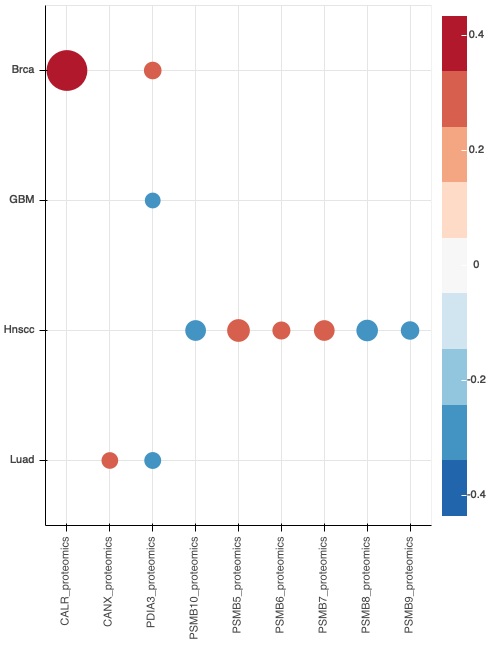 Brca
GBM
Hnscc
Luad
CALR_proteomics
CANX_proteomics
PDIA3_proteomics
PSMB10_proteomics
PSMB5_proteomics
PSMB6_proteomics
PSMB7_proteomics
PSMB8_proteomics
PSMB9_proteomics
0.4
0.2
0
-0.2
-0.4